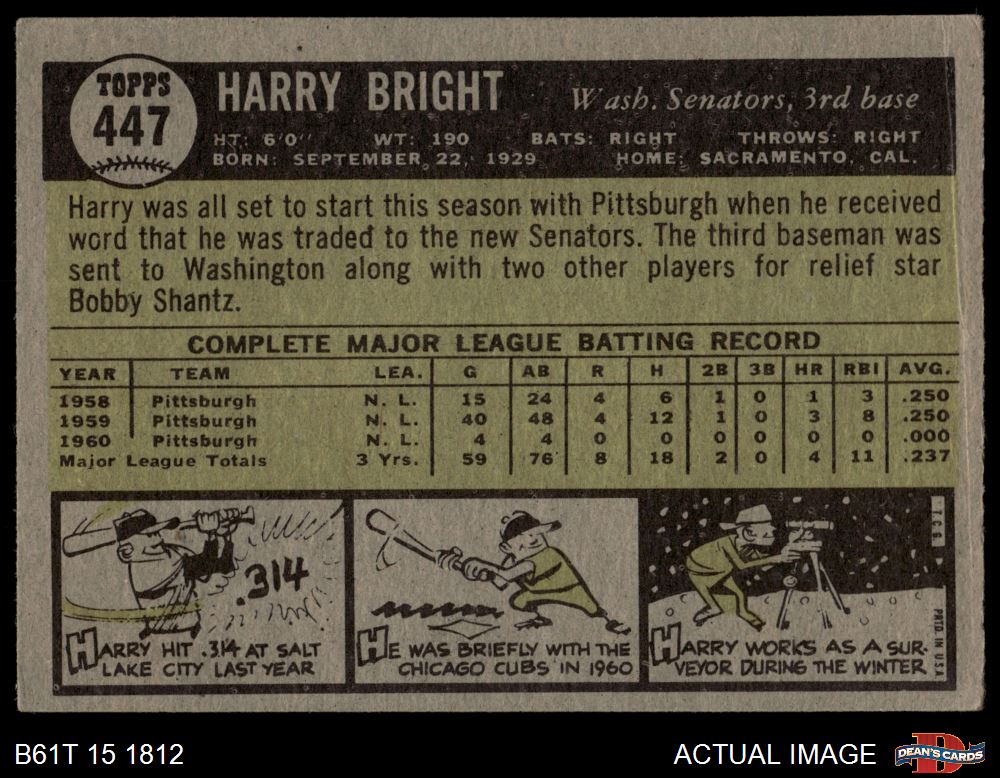 TOPPS
447
HARRY BRIGHT
Wash. Senators, 3rd base
HT: 6'0" WT: 190 BATS: RIGHT THROWS: RIGHT
BORN: SEPTEMBER 22, 1929 HOME: SACRAMENTO, CAL.
Harry was all set to start this season with Pittsburgh when he received
word that he was traded to the new Senators. The third baseman was
sent to Washington along with two other players for relief star
Bobby Shantz.
COMPLETE MAJOR LEAGUE BATTING RECORD
YEAR TEAM LEA. G AB R H 2B 3B HR RBI AVG.
1958 Pittsburgh N. L. 15 24 4 6 1 0 1 3 .250
1959 Pittsburgh N. L. 40 48 4 12 1 0 3 8 .250
1960 Pittsburgh N. L. 4 4 0 0 0 0 0 0 .000
Major League Totals 3 Yrs. 59 76 8 18 2 0 4 11 .237
.314
HARRY HIT .314 AT SALT
LAKE CITY LAST YEAR
HE WAS BRIEFLY WITH THE
CHICAGO CUBS IN 1960
HARRY WORKS AS A SUR-
VEYOR DURING THE WINTER
T.C.G.
PRTD. IN U.S.A.
B61T 15 1812
ACTUAL IMAGE
DEAN'S CARDS